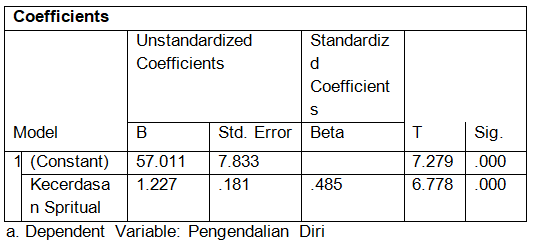 Coefficients
Model Unstandardized Coefficients Standardiz d Coefficient s T Sig.
B Std. Error Beta
1 (Constant) 57.011 7.833 7.279 .000
Kecerdasa n Spritual 1.227 .181 .485 6.778 .000
a. Dependent Variable: Pengendalian Diri